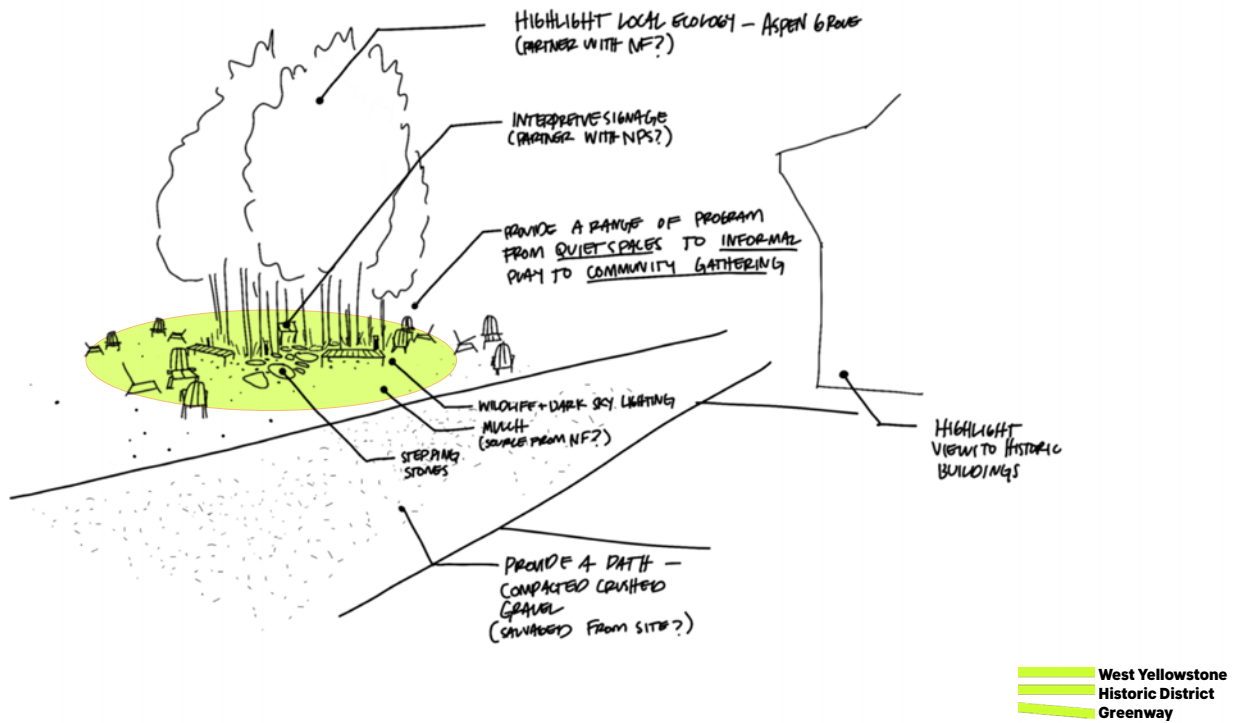 HIGHLIGHT LOCAL ECOLOGY – ASPEN GROVE
(PARTNER WITH NF?)
INTERPRETIVE SIGNAGE
(PARTNER WITH NPS?)
PROVIDE A RANGE OF PROGRAM
FROM QUIET SPACES TO INFORMAL
PLAY TO COMMUNITY GATHERING
WILDLIFE + DARK SKY LIGHTING
MULCH
(SOURCE FROM NF?)
STEPPING
STONES
HIGHLIGHT
VIEW TO HISTORIC
BUILDINGS
PROVIDE A PATH –
COMPACTED CRUSHED
GRAVEL
(SALVAGED FROM SITE?)
West Yellowstone
Historic District
Greenway